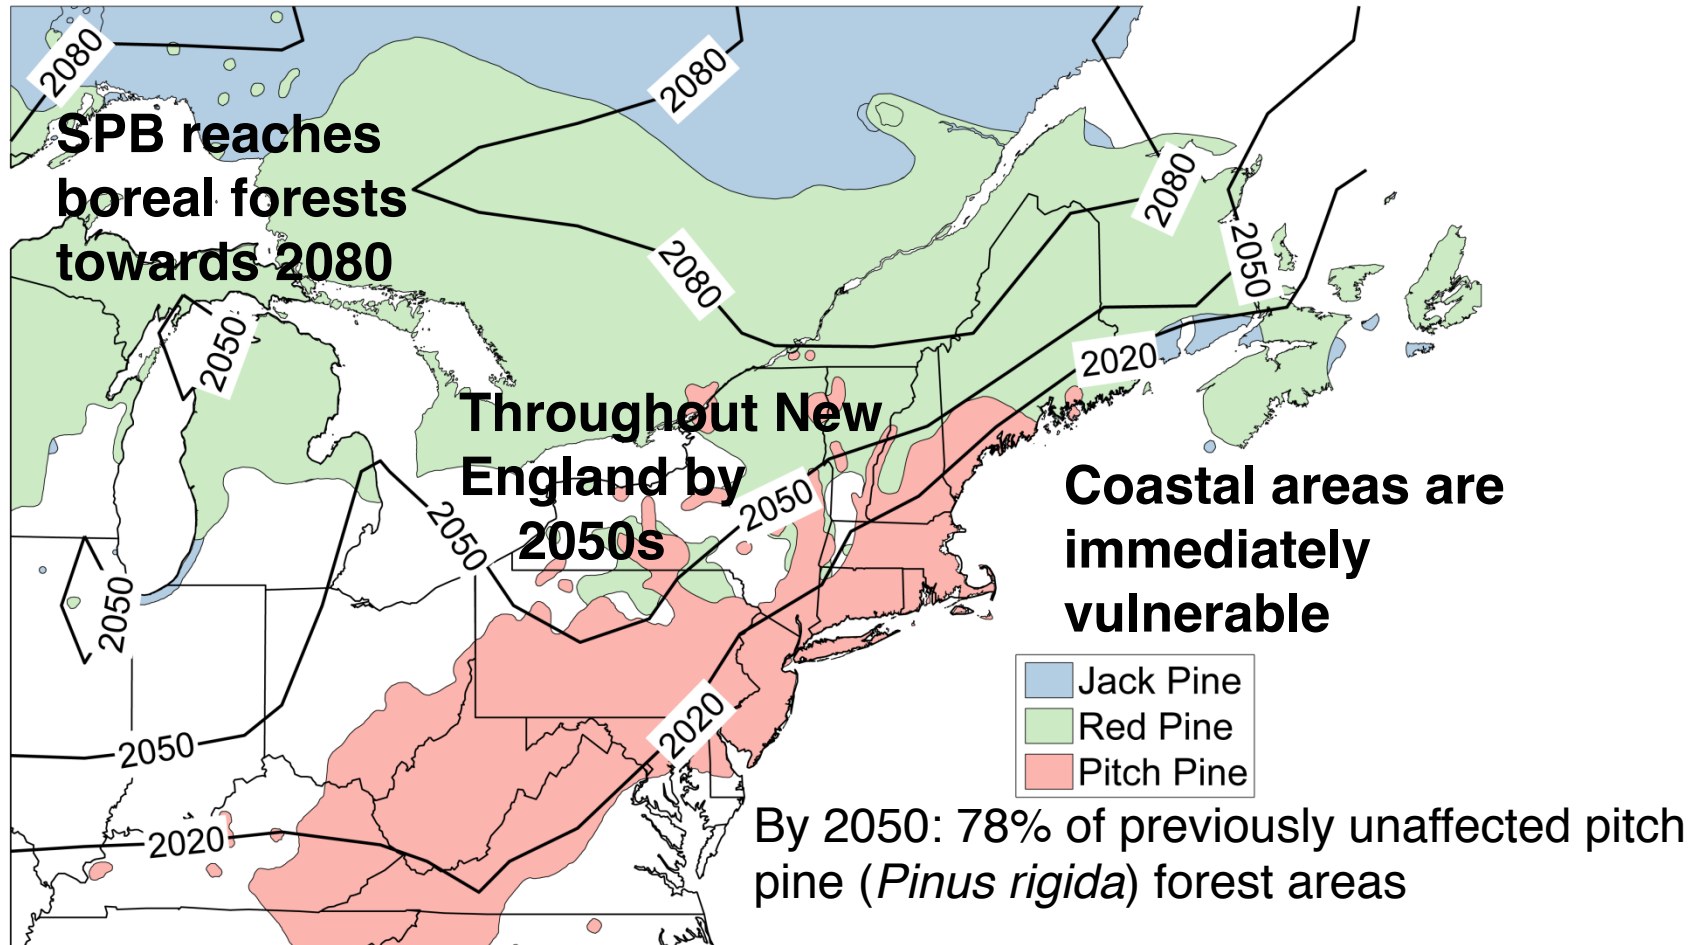 2080
2080
SPB reaches
boreal forests
towards 2080
2080
2050
2080
2050
2020
Throughout New
England by
2050s
2050
2050
Coastal areas are
immediately
vulnerable
2050
Jack Pine
Red Pine
Pitch Pine
2020
2050
2020
By 2050: 78% of previously unaffected pitch
pine (Pinus rigida) forest areas